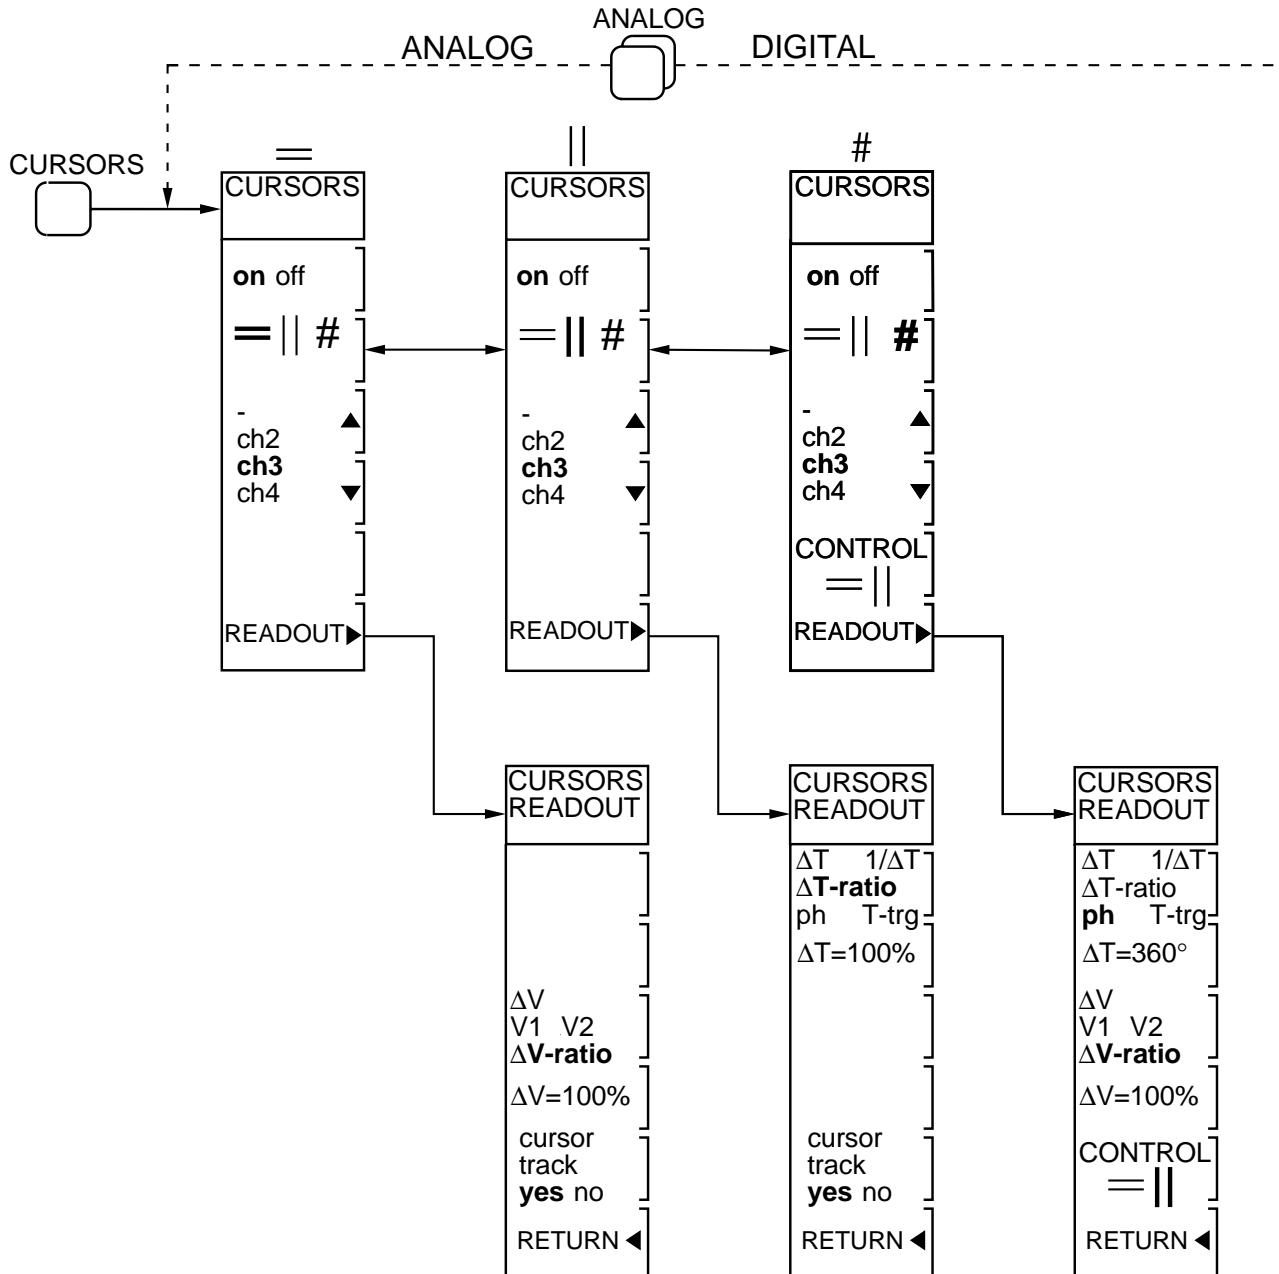 ANALOG
ANALOG DIGITAL
CURSORS
= || #
CURSORS
on off
= || #
-
ch2
ch3
ch4
READOUT
CURSORS
on off
= || #
-
ch2
ch3
ch4
READOUT
CURSORS
on off
= || #
-
ch2
ch3
ch4
CONTROL
= ||
READOUT
CURSORS
READOUT
ΔV
V1 V2
ΔV-ratio
ΔV=100%
cursor
track
yes no
RETURN
CURSORS
READOUT
ΔT 1/ΔT
ΔT-ratio
ph T-trg
ΔT=100%
cursor
track
yes no
RETURN
CURSORS
READOUT
ΔT 1/ΔT
ΔT-ratio
ph T-trg
ΔT=360°
ΔV
V1 V2
ΔV-ratio
ΔV=100%
CONTROL
= ||
RETURN